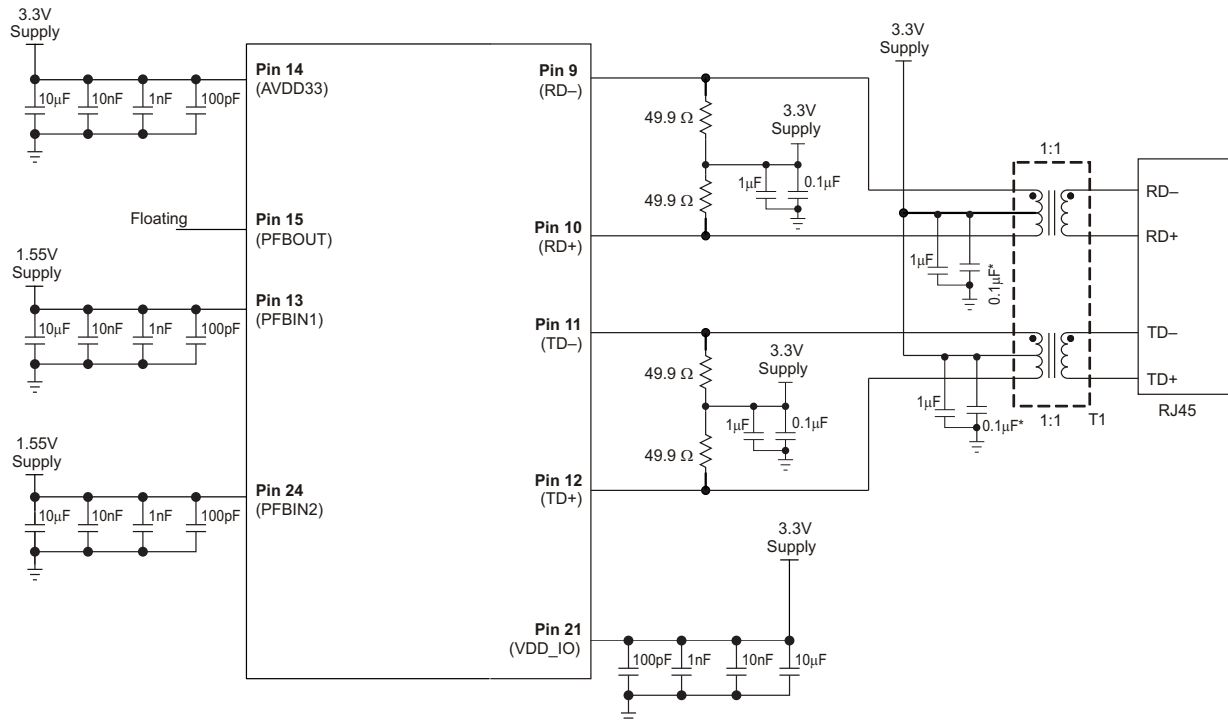 3.3V
Supply
10μF
10nF
1nF
100pF
Pin 14
(AVDD33)
Floating
Pin 15
(PFBOUT)
1.55V
Supply
10μF
10nF
1nF
100pF
Pin 13
(PFBIN1)
1.55V
Supply
10μF
10nF
1nF
100pF
Pin 24
(PFBIN2)
Pin 9
(RD–)
49.9 Ω
3.3V
Supply
1μF
0.1μF
49.9 Ω
Pin 10
(RD+)
Pin 11
(TD–)
49.9 Ω
3.3V
Supply
1μF
0.1μF
49.9 Ω
Pin 12
(TD+)
3.3V
Supply
Pin 21
(VDD_IO)
100pF
1nF
10nF
10μF
3.3V
Supply
1μF
0.1μF*
1μF
0.1μF*
1:1
1:1
T1
RD–
RD+
TD–
TD+
RJ45